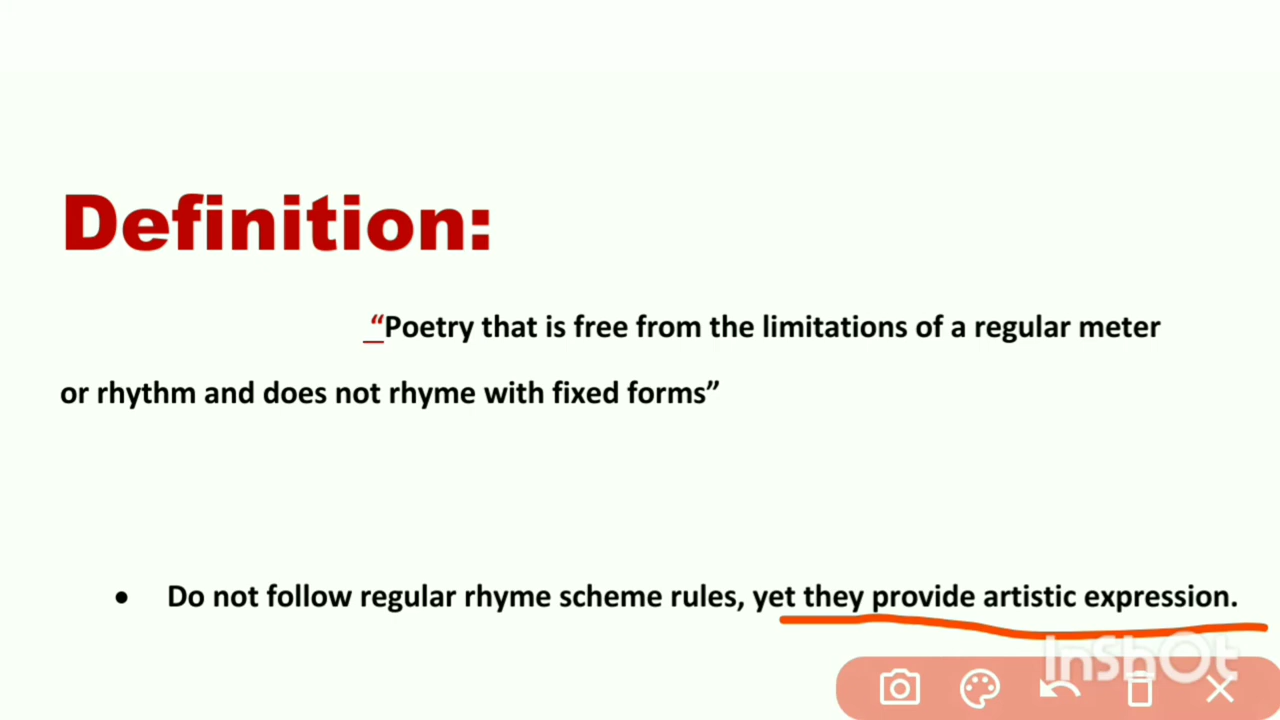 Definition:
“Poetry that is free from the limitations of a regular meter
or rhythm and does not rhyme with fixed forms”
• Do not follow regular rhyme scheme rules, yet they provide artistic expression.
InShOt